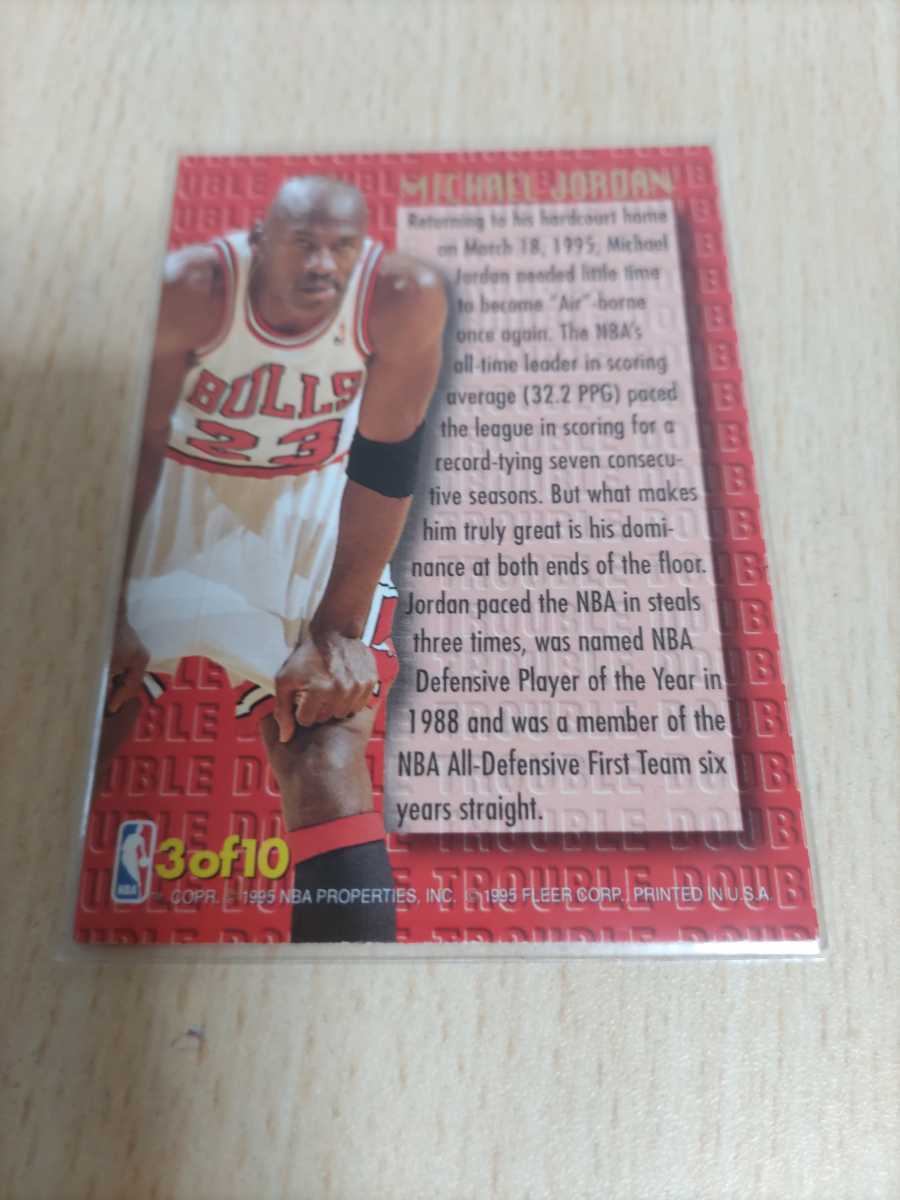 MICHAEL JORDAN
Returning to his hardcourt home
on March 18, 1995, Michael
Jordan needed little time
to become "Air"-borne
once again. The NBA's
all-time leader in scoring
average (32.2 PPG) paced
the league in scoring for a
record-tying seven consecu-
tive seasons. But what makes
him truly great is his domi-
nance at both ends of the floor.
Jordan paced the NBA in steals
three times, was named NBA
Defensive Player of the Year in
1988 and was a member of the
NBA All-Defensive First Team six
years straight.
BULLS
23
NBA
3 of 10
COPR. © 1995 NBA PROPERTIES, INC. © 1995 FLEER CORP., PRINTED IN U.S.A.
DOUBLE TROUBLE